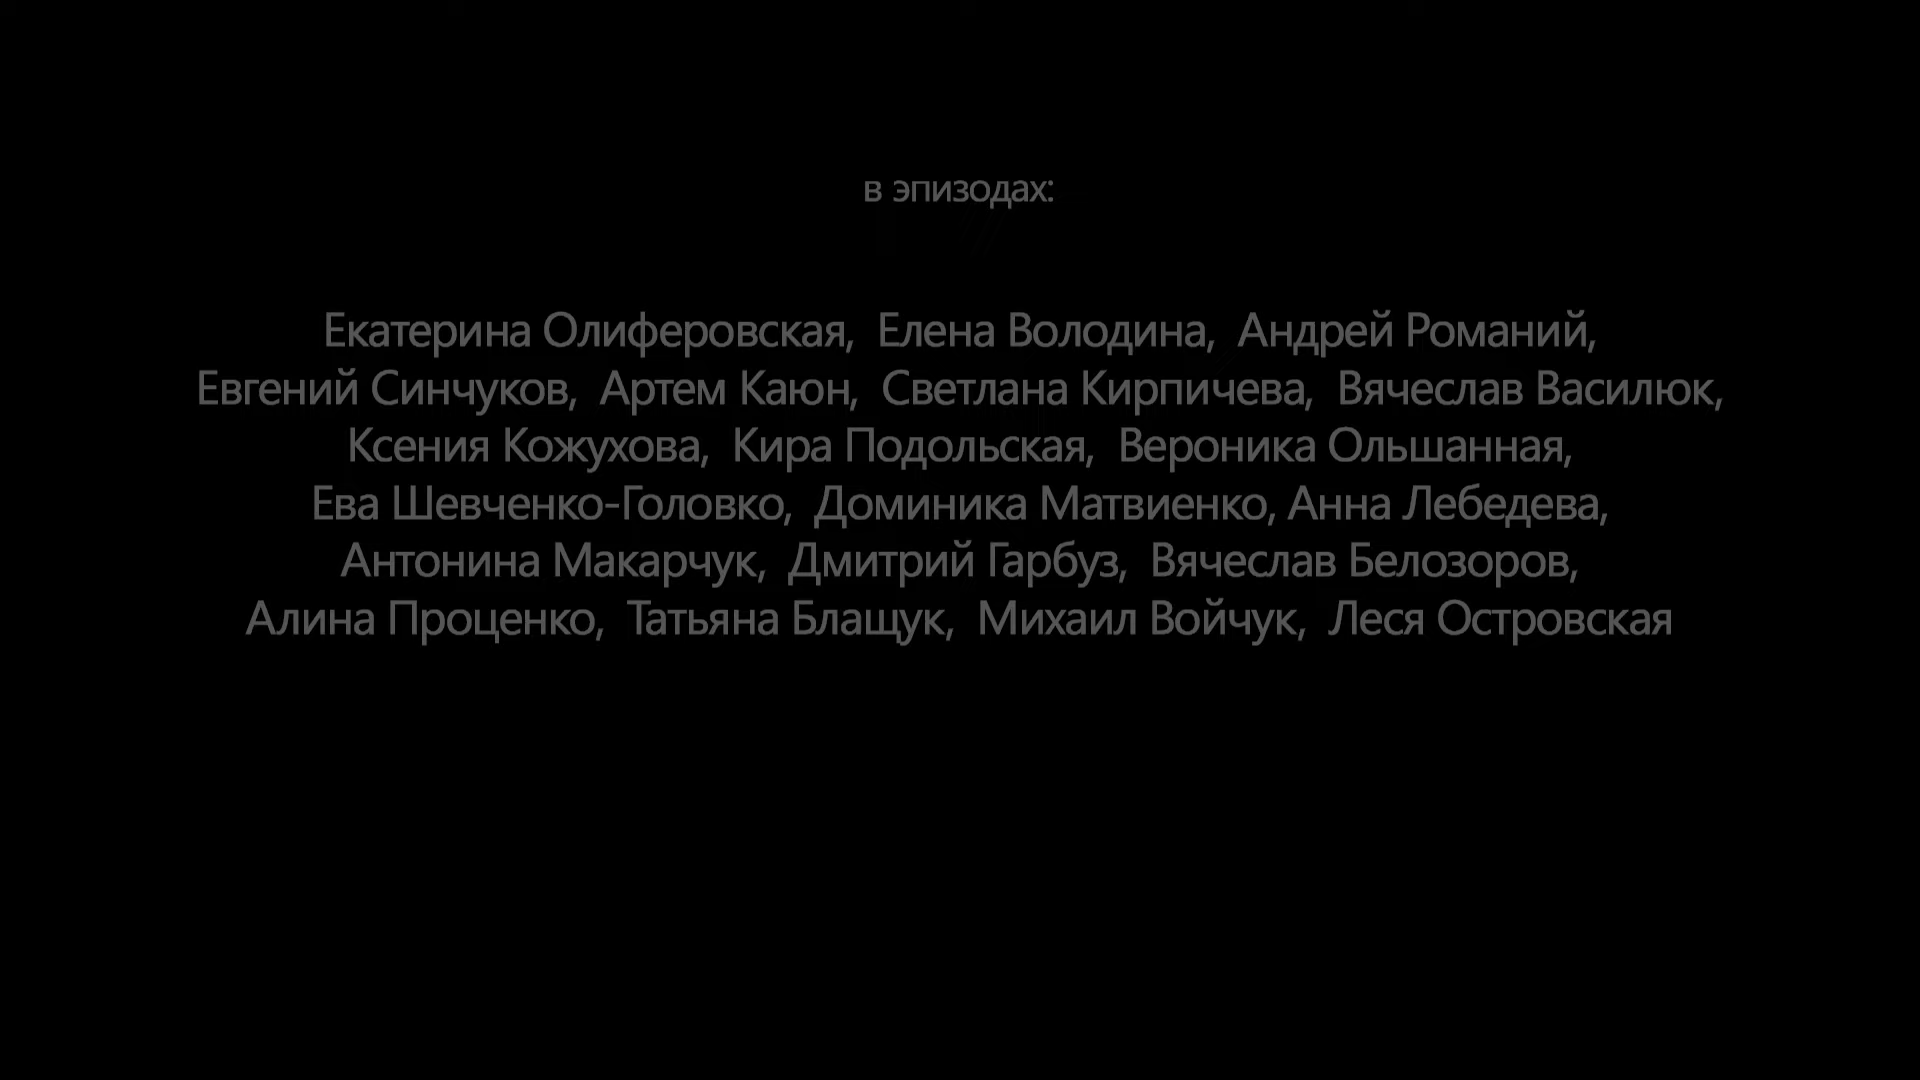 в эпизодах:
Екатерина Олиферовская, Елена Володина, Андрей Романий,
Евгений Синчуков, Артем Каюн, Светлана Кирпичева, Вячеслав Василюк,
Ксения Кожухова, Кира Подольская, Вероника Ольшанная,
Ева Шевченко-Головко, Доминика Матвиенко, Анна Лебедева,
Антонина Макарчук, Дмитрий Гарбуз, Вячеслав Белозоров,
Алина Проценко, Татьяна Блащук, Михаил Войчук, Леся Островская